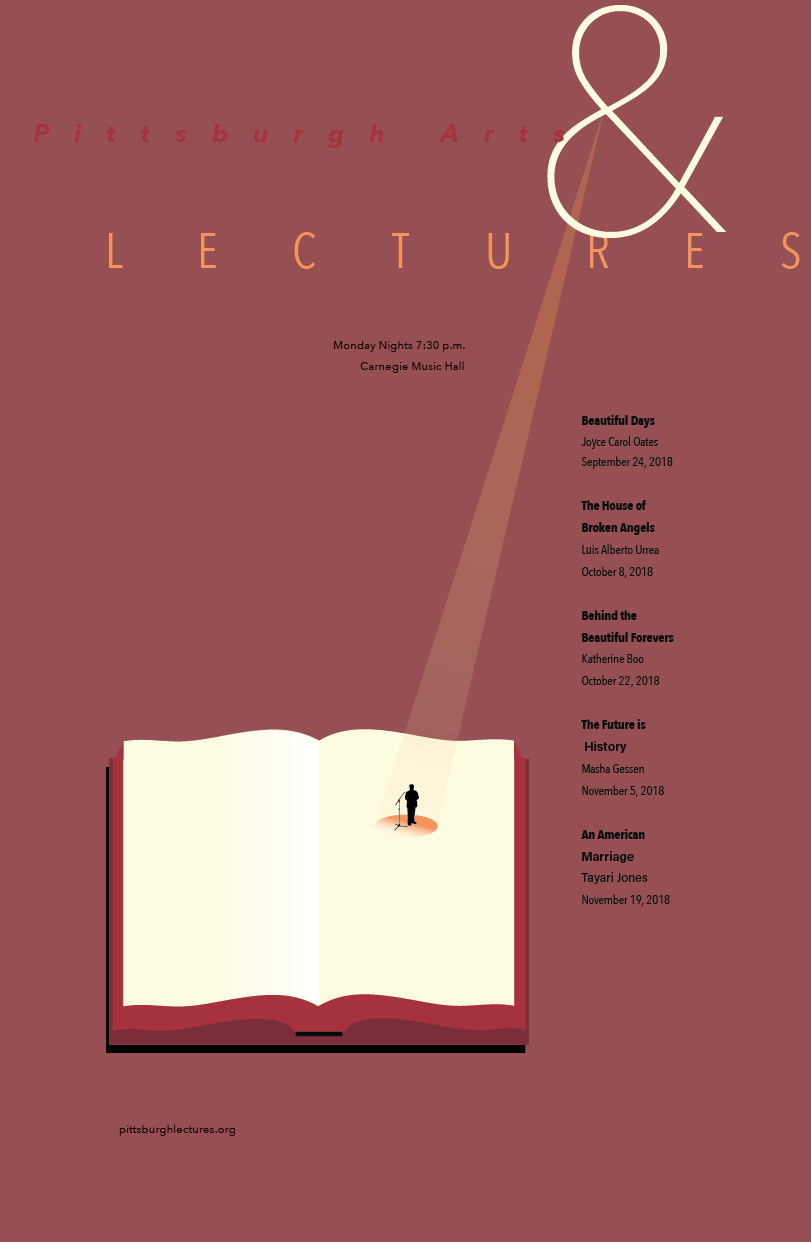 Pittsburgh Arts &
LECTURES
Monday Nights 7:30 p.m.
Carnegie Music Hall
Beautiful Days
Joyce Carol Oates
September 24, 2018
The House of
Broken Angels
Luis Alberto Urrea
October 8, 2018
Behind the
Beautiful Forevers
Katherine Boo
October 22, 2018
The Future is
History
Masha Gessen
November 5, 2018
An American
Marriage
Tayari Jones
November 19, 2018
pittsburghlectures.org